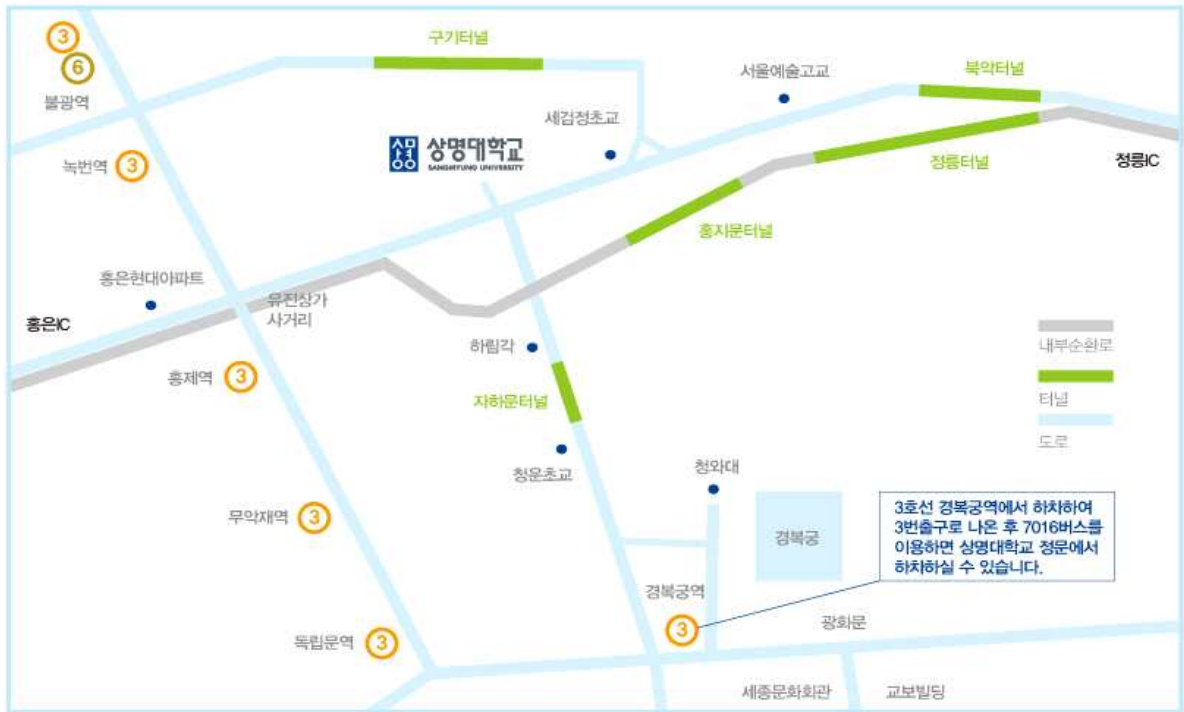 3
6
불광역
구기터널
서울예술고교
북악터널
세검정초교
상명
상명대학교
SANGMYUNG UNIVERSITY
녹번역
3
정릉터널
정릉IC
홍지문터널
홍은현대아파트
유진상가
사거리
홍은IC
하림각
내부순환로
홍제역
3
자하문터널
터널
도로
청운초교
청와대
무악재역
3
경복궁
3호선 경복궁역에서 하차하여
3번출구로 나온 후 7016버스를
이용하면 상명대학교 정문에서
하차하실 수 있습니다.
경복궁역
3
광화문
독립문역
3
세종문화회관
교보빌딩